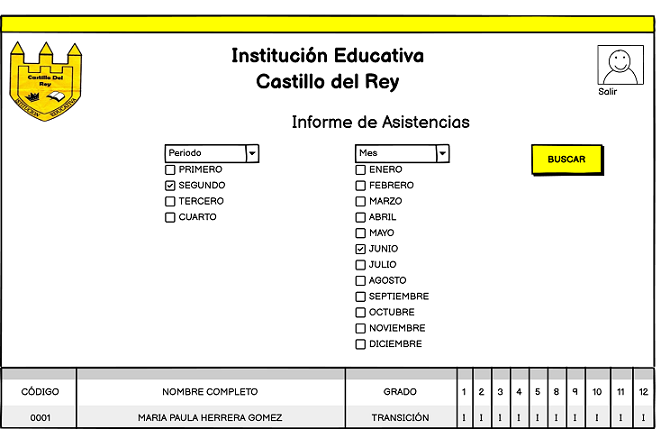 Institución Educativa
Castillo del Rey
Castillo Del
Rey
INSTITUCION EDUCATIVA
Salir
Informe de Asistencias
Periodo
PRIMERO
SEGUNDO
TERCERO
CUARTO
Mes
ENERO
FEBRERO
MARZO
ABRIL
MAYO
JUNIO
JULIO
AGOSTO
SEPTIEMBRE
OCTUBRE
NOVIEMBRE
DICIEMBRE
BUSCAR
CÓDIGO NOMBRE COMPLETO GRADO 1 2 3 4 5 8 9 10 11 12
0001 MARIA PAULA HERRERA GOMEZ TRANSICIÓN I I I I I I I I I I